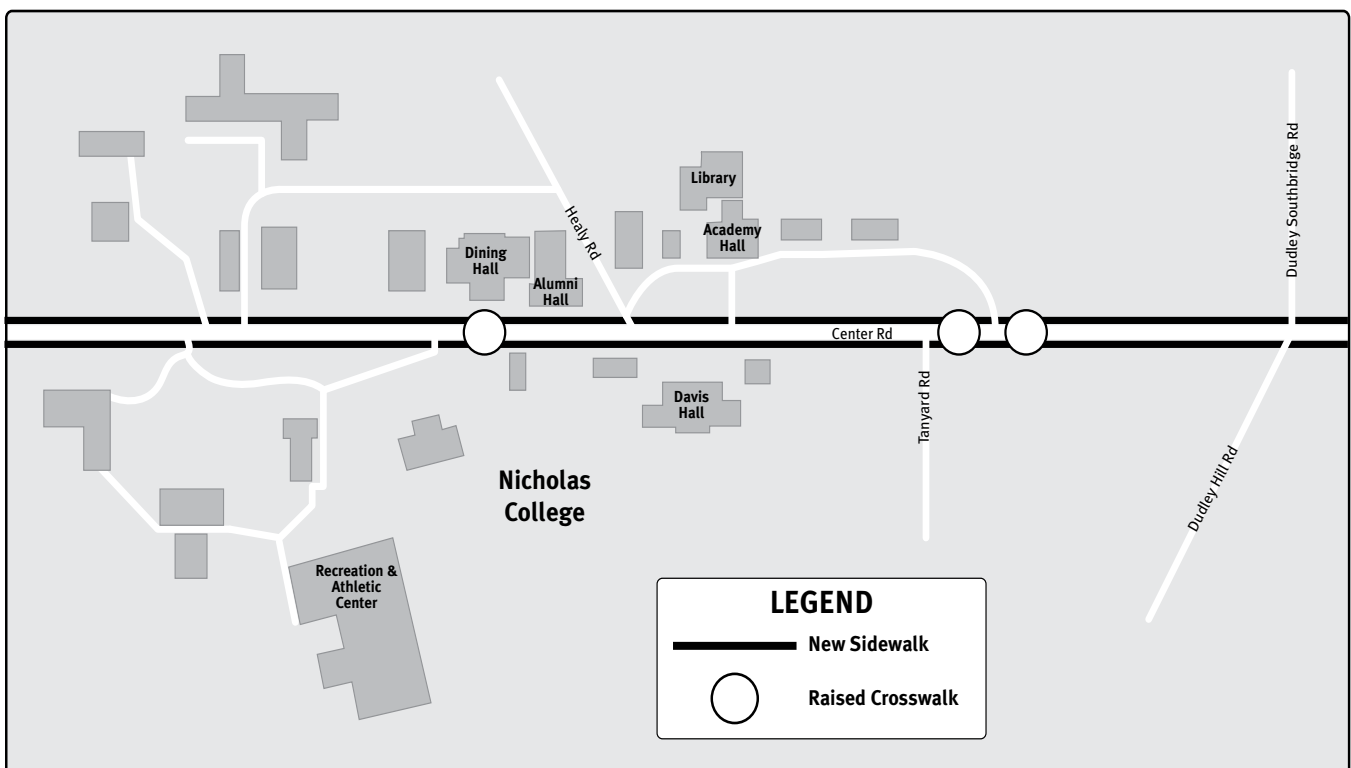 Library
Academy
Hall
Healy Rd
Dining
Hall
Alumni
Hall
Dudley Southbridge Rd
Center Rd
Tanyard Rd
Davis
Hall
Dudley Hill Rd
Nicholas
College
Recreation &
Athletic
Center
LEGEND
New Sidewalk
Raised Crosswalk